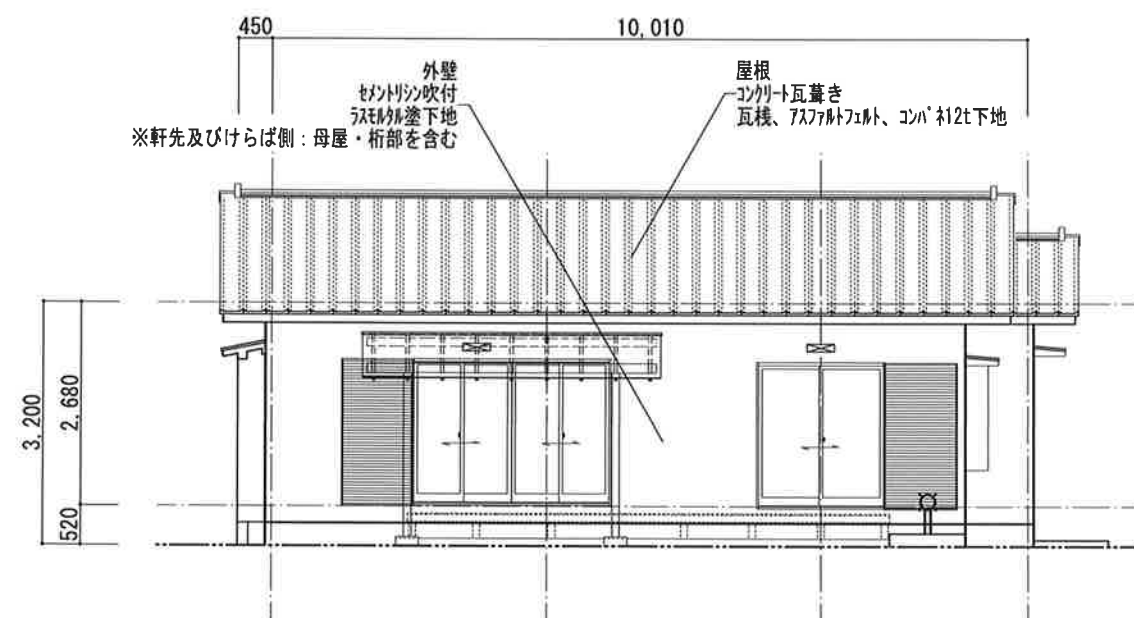 450
10,010
外壁
ｾﾒﾝﾄﾘｼﾝ吹付
ﾗｽﾓﾙﾀﾙ塗下地
※軒先及びけらば側：母屋・桁部を含む
屋根
ｺﾝｸﾘｰﾄ瓦葺き
瓦桟、ｱｽﾌｧﾙﾄﾌｪﾙﾄ、ｺﾝﾊﾟﾈ12t下地
3,200
2,680
520